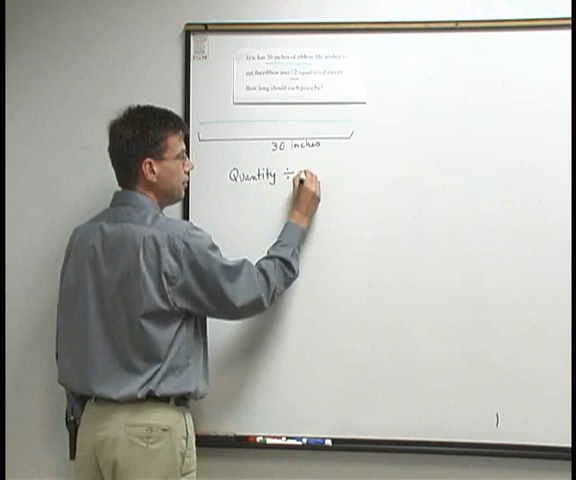 Eric has 30 inches of ribbon. He wishes to
cut the ribbon into 12 equal-sized pieces
How long should each piece be?
30 inches
Quantity ÷